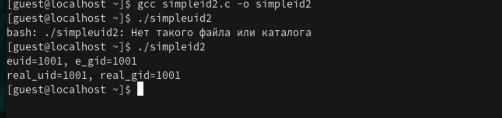 [guest@localhost ~]$ gcc simpleid2.c -o simpleid2
[guest@localhost ~]$ ./simpleuid2
bash: ./simpleuid2: Нет такого файла или каталога
[guest@localhost ~]$ ./simpleid2
euid=1001, e_gid=1001
real_uid=1001, real_gid=1001
[guest@localhost ~]$